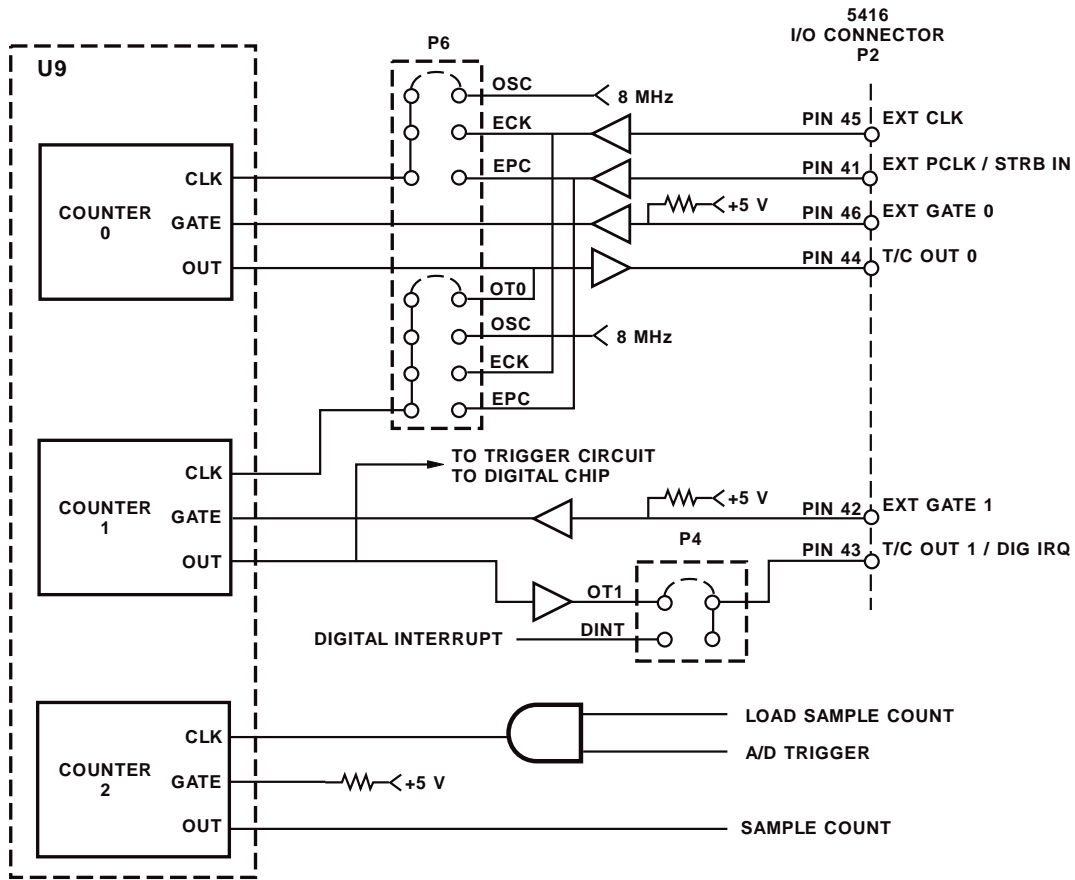 5416
I/O CONNECTOR
P2
U9
P6
OSC
8 MHz
ECK
PIN 45
EXT CLK
EPC
PIN 41
EXT PCLK / STRB IN
COUNTER
0
CLK
GATE
OUT
+5 V
PIN 46
EXT GATE 0
PIN 44
T/C OUT 0
OT0
OSC
8 MHz
ECK
EPC
COUNTER
1
CLK
GATE
OUT
TO TRIGGER CIRCUIT
TO DIGITAL CHIP
+5 V
PIN 42
EXT GATE 1
P4
PIN 43
T/C OUT 1 / DIG IRQ
OT1
DIGITAL INTERRUPT
DINT
COUNTER
2
CLK
GATE
OUT
+5 V
LOAD SAMPLE COUNT
A/D TRIGGER
SAMPLE COUNT